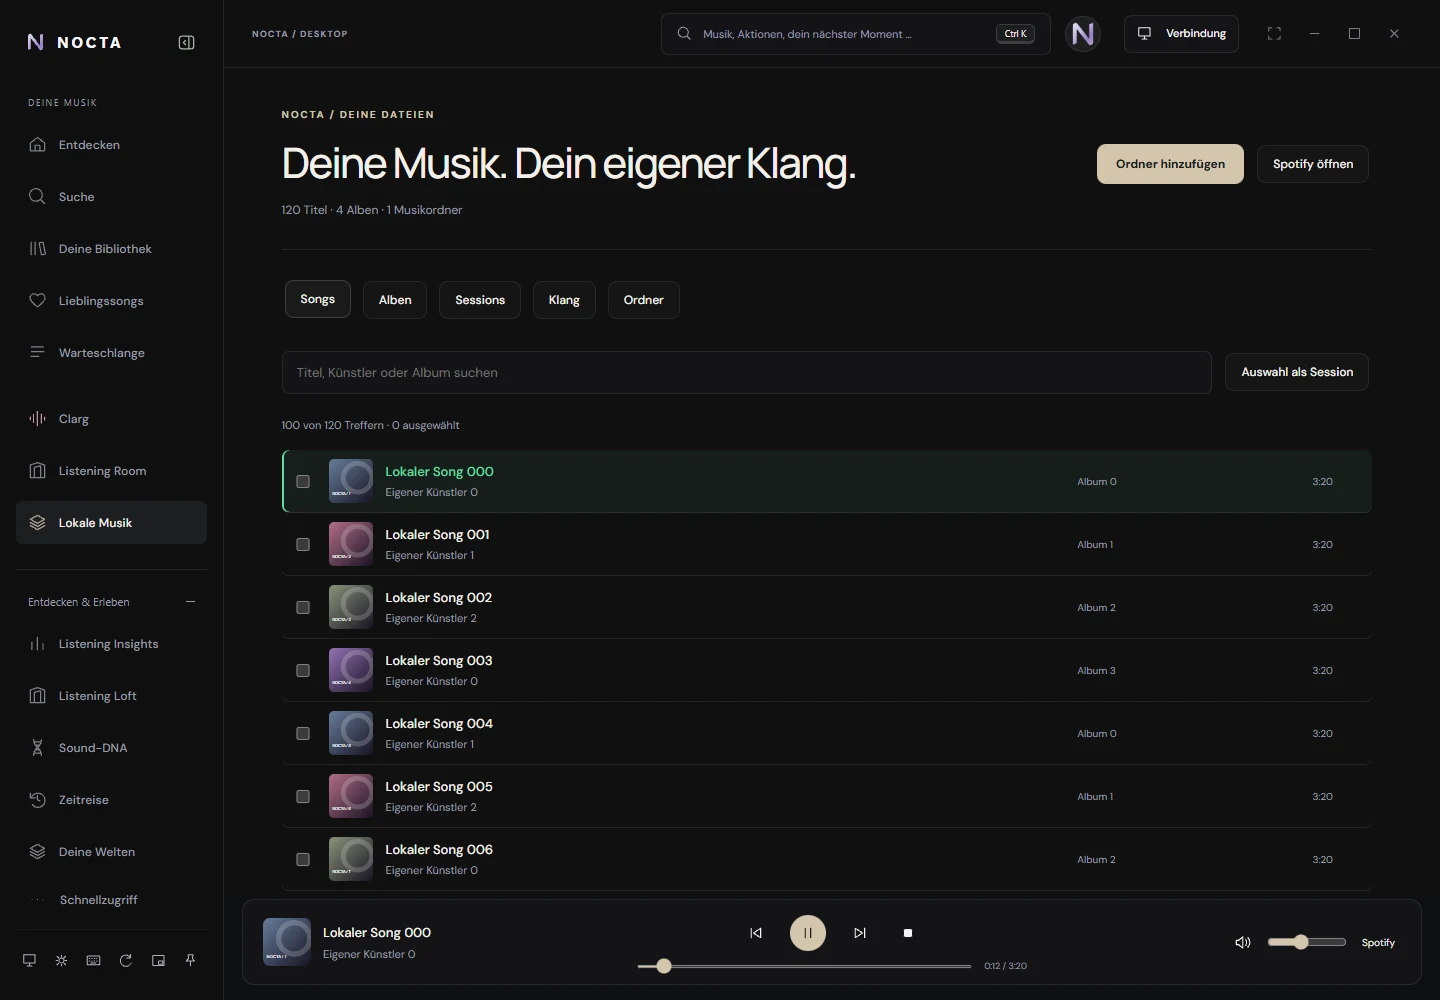 NOCTA
NOCTA / DESKTOP
Musik, Aktionen, dein nächster Moment ...
Ctrl K
Verbindung
DEINE MUSIK
Entdecken
Suche
Deine Bibliothek
Lieblingssongs
Warteschlange
Clarg
Listening Room
Lokale Musik
Entdecken & Erleben
Listening Insights
Listening Loft
Sound-DNA
Zeitreise
Deine Welten
Schnellzugriff
NOCTA / DEINE DATEIEN
Deine Musik. Dein eigener Klang.
120 Titel · 4 Alben · 1 Musikordner
Ordner hinzufügen
Spotify öffnen
Songs
Alben
Sessions
Klang
Ordner
Titel, Künstler oder Album suchen
Auswahl als Session
100 von 120 Treffern · 0 ausgewählt
Lokaler Song 000
Eigener Künstler 0
Album 0
3:20
Lokaler Song 001
Eigener Künstler 1
Album 1
3:20
Lokaler Song 002
Eigener Künstler 2
Album 2
3:20
Lokaler Song 003
Eigener Künstler 0
Album 3
3:20
Lokaler Song 004
Eigener Künstler 1
Album 0
3:20
Lokaler Song 005
Eigener Künstler 2
Album 1
3:20
Lokaler Song 006
Eigener Künstler 0
Album 2
3:20
Lokaler Song 000
Eigener Künstler 0
0:12 / 3:20
Spotify